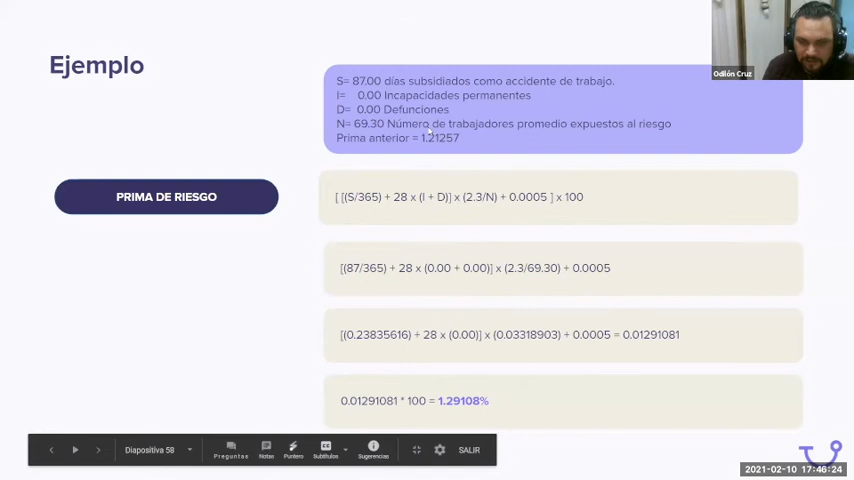 Ejemplo
Odilón Cruz
S= 87.00 días subsidiados como accidente de trabajo.
I= 0.00 Incapacidades permanentes
D= 0.00 Defunciones
N= 69.30 Número de trabajadores promedio expuestos al riesgo
Prima anterior = 1.21257
PRIMA DE RIESGO
[ [(S/365) + 28 x (I + D)] x (2.3/N) + 0.0005 ] x 100
[(87/365) + 28 x (0.00 + 0.00)] x (2.3/69.30) + 0.0005
[(0.23835616) + 28 x (0.00)] x (0.03318903) + 0.0005 = 0.01291081
0.01291081 * 100 = 1.29108%
Diapositiva 58
Preguntas
Notas
Puntero
CC
Subtítulos
Sugerencias
SALIR
2021-02-10 17:46:24